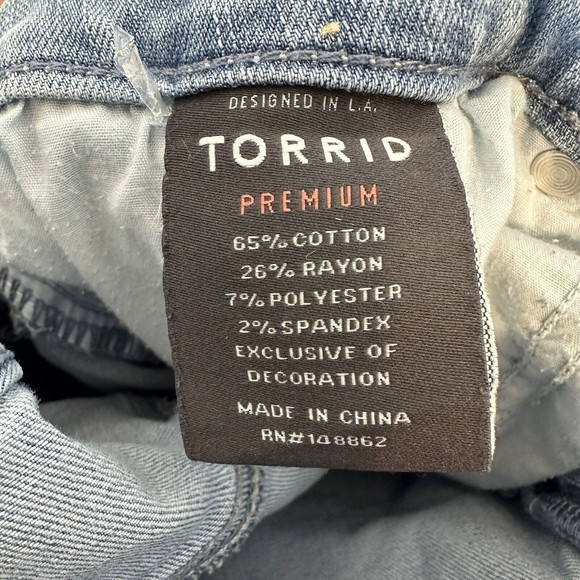 DESIGNED IN L.A.
TORRID
PREMIUM
65% COTTON
26% RAYON
7% POLYESTER
2% SPANDEX
EXCLUSIVE OF
DECORATION
MADE IN CHINA
RN#148862